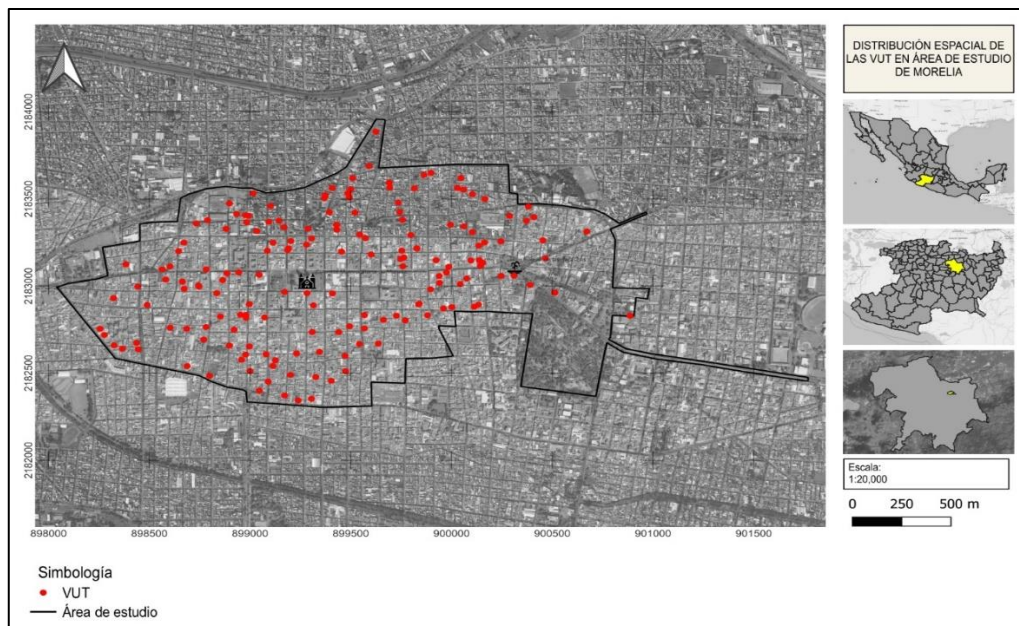 DISTRIBUCIÓN ESPACIAL DE
LAS VUT EN ÁREA DE ESTUDIO
DE MORELIA
2184000
2183500
2183000
2182500
2182000
898000
898500
899000
899500
900000
900500
901000
901500
Escala:
1:20,000
0 250 500 m
Simbología
VUT
Área de estudio